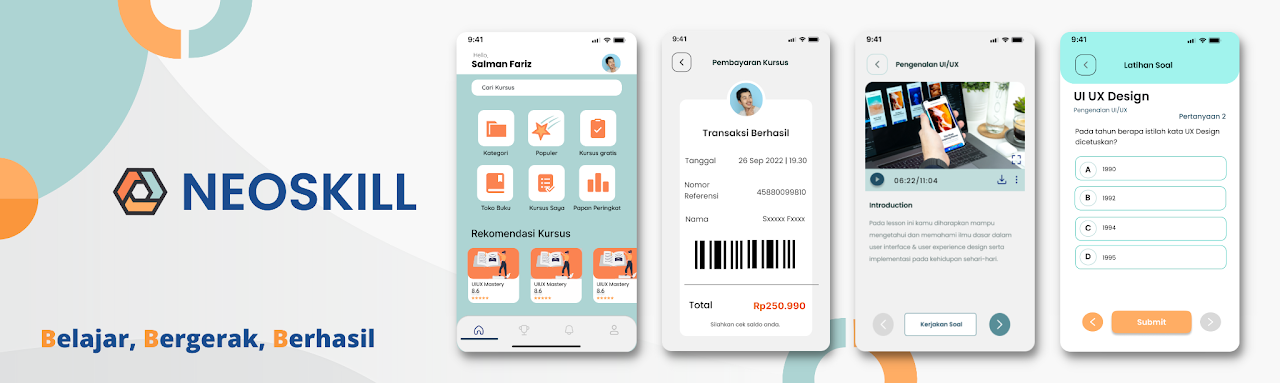 NEOSKILL
Belajar, Bergerak, Berhasil
9:41
Hello,
Salman Fariz
Cari Kursus
Kategori
Populer
Kursus gratis
Toko Buku
Kursus Saya
Papan Peringkat
Rekomendasi Kursus
UIUX Mastery
8.6
UIUX Mastery
8.6
UIUX Mastery
8.6
9:41
Pembayaran Kursus
Transaksi Berhasil
Tanggal 26 Sep 2022 | 19.30
Nomor
Referensi 45880099810
Nama Sxxxxx Fxxxx
Total Rp250.990
Silahkan cek saldo anda.
9:41
Pengenalan UI/UX
06:22/11:04
Introduction
Pada lesson ini kamu diharapkan mampu
mengetahui dan memahami ilmu dasar dalam
user interface & user experience design serta
implementasi pada kehidupan sehari-hari.
Kerjakan Soal
9:41
Latihan Soal
UI UX Design
Pengenalan UI/UX
Pertanyaan 2
Pada tahun berapa istilah kata UX Design
dicetuskan?
A 1990
B 1992
C 1994
D 1995
Submit